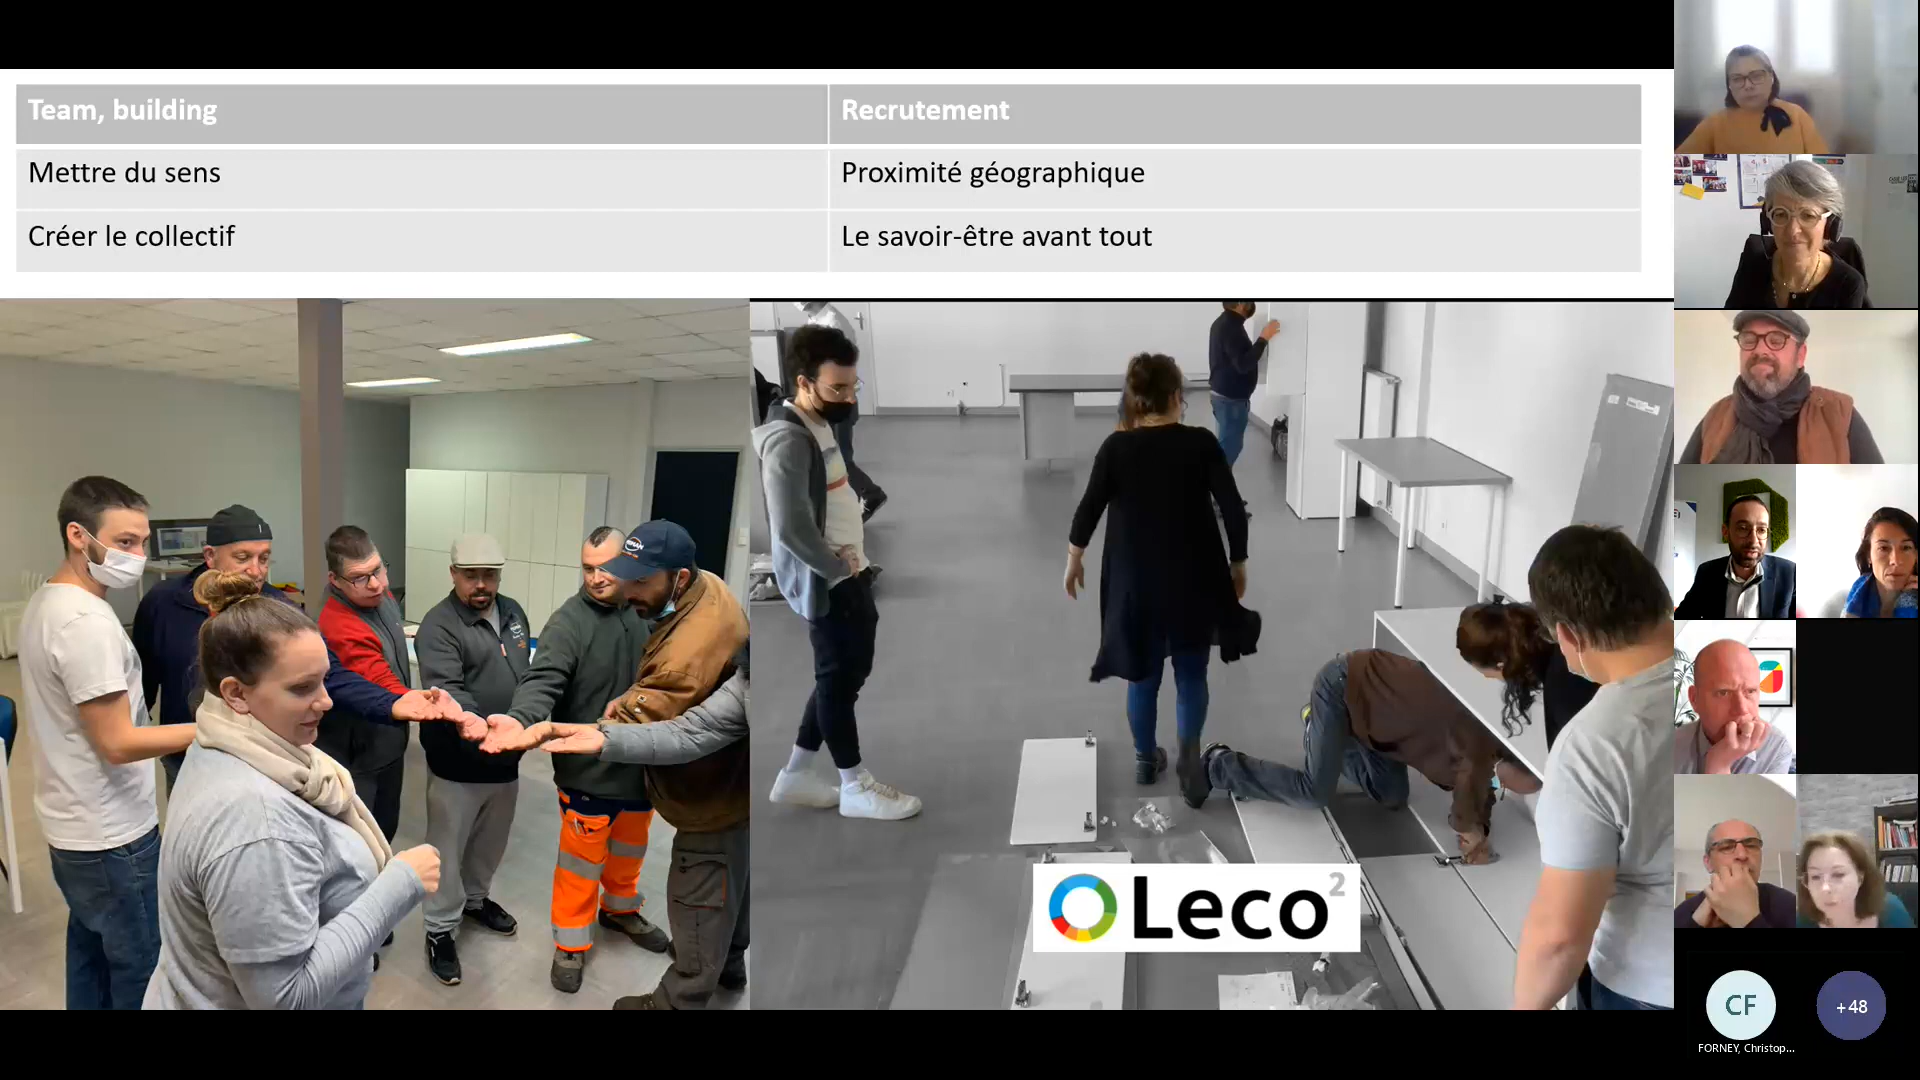 Team, building
Recrutement
Mettre du sens
Proximité géographique
Créer le collectif
Le savoir-être avant tout
Leco²
CF
+48
FORNEY, Christop...